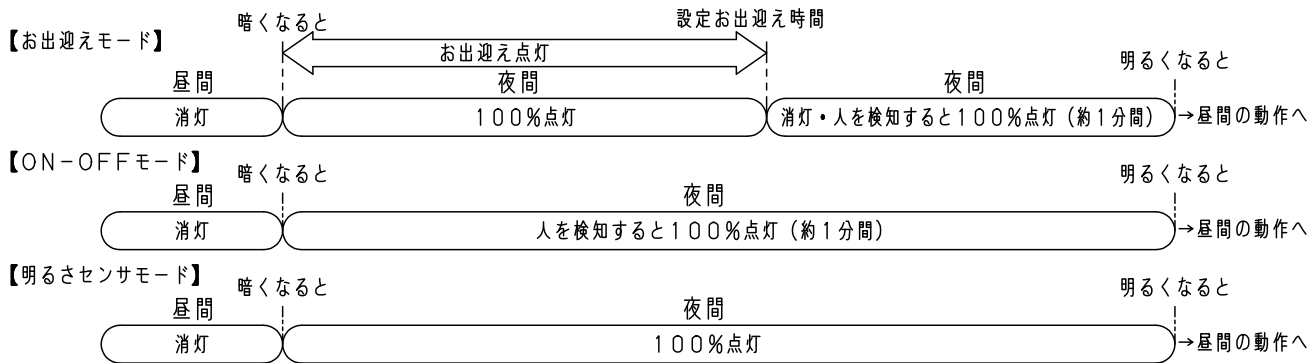 【お出迎えモード】
暗くなると
設定お出迎え時間
お出迎え点灯
明るくなると
昼間
夜間
夜間
消灯
100%点灯
消灯・人を検知すると100%点灯(約1分間)
→昼間の動作へ
【ON-OFFモード】
暗くなると
明るくなると
昼間
夜間
消灯
人を検知すると100%点灯(約1分間)
→昼間の動作へ
【明るさセンサモード】
暗くなると
明るくなると
昼間
夜間
消灯
100%点灯
→昼間の動作へ